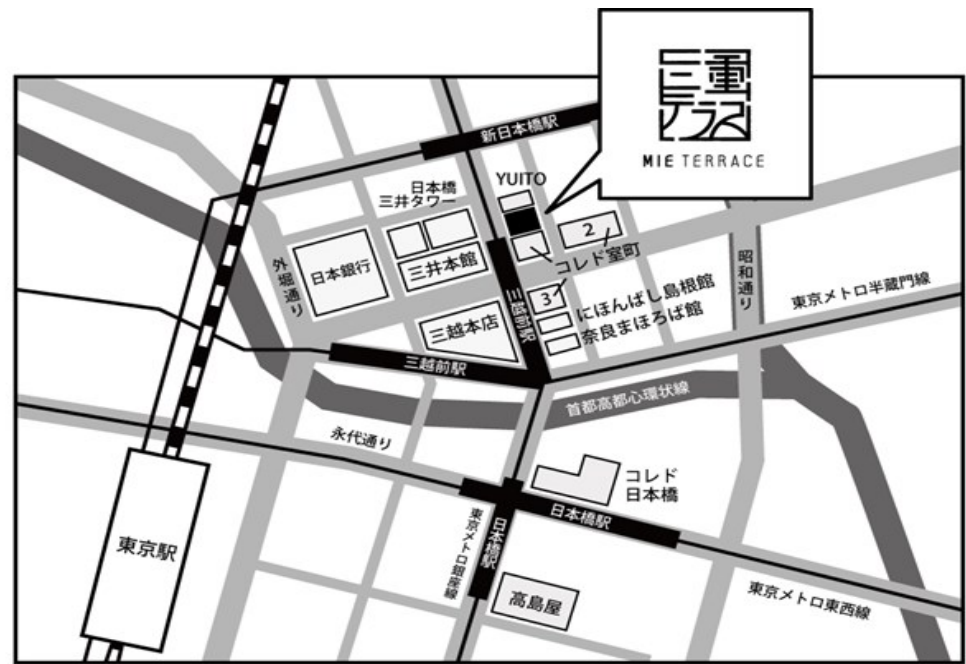 三重
テラス
MIE TERRACE
新日本橋駅
YUITO
日本橋
三井タワー
2
コレド室町
日本銀行
三井本館
外堀通り
昭和通り
三越前駅
3
にほんばし島根館
奈良まほろば館
東京メトロ半蔵門線
三越本店
三越前駅
首都高都心環状線
永代通り
コレド
日本橋
日本橋駅
日本橋駅
東京メトロ銀座線
東京駅
高島屋
東京メトロ東西線